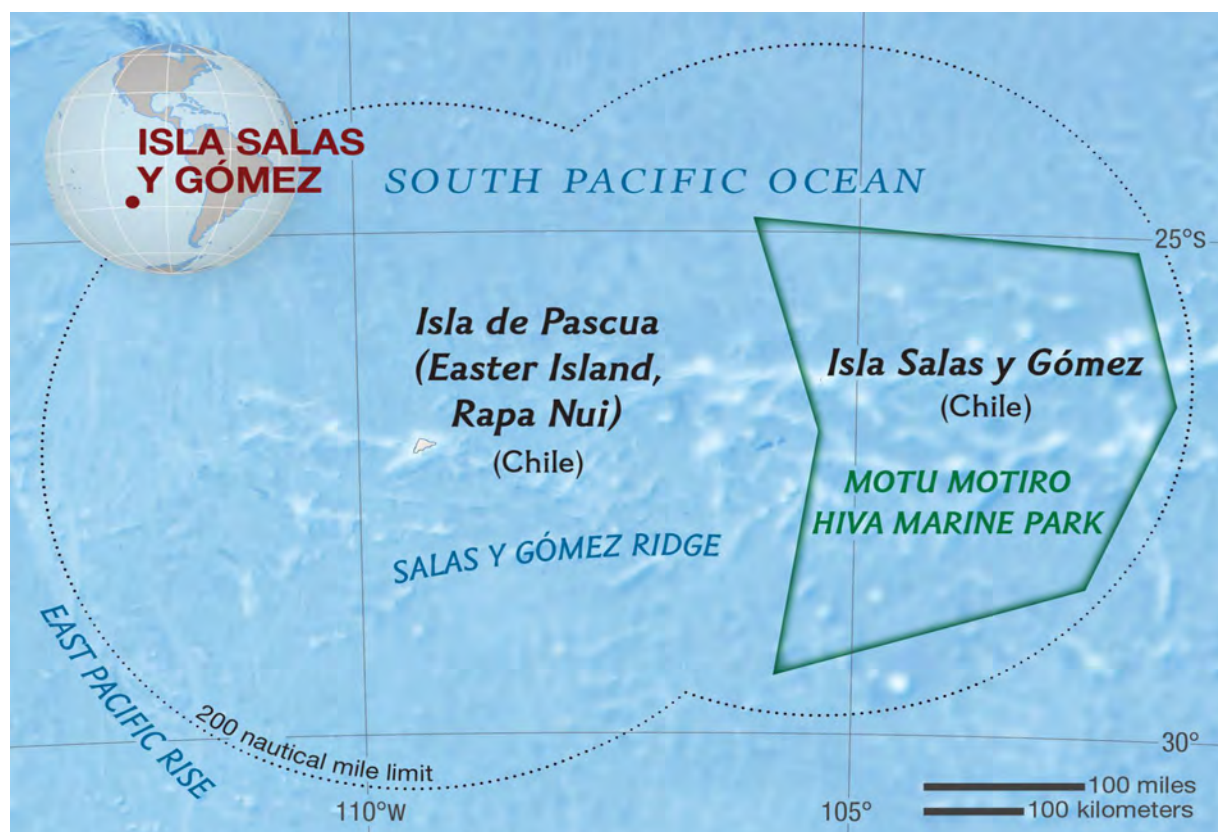 ISLA SALAS
Y GÓMEZ
SOUTH PACIFIC OCEAN
25°S
Isla de Pascua
(Easter Island,
Rapa Nui)
(Chile)
Isla Salas y Gómez
(Chile)
MOTU MOTIRO
HIVA MARINE PARK
SALAS Y GÓMEZ RIDGE
EAST PACIFIC RISE
200 nautical mile limit
30°
110°W
105°
100 miles
100 kilometers